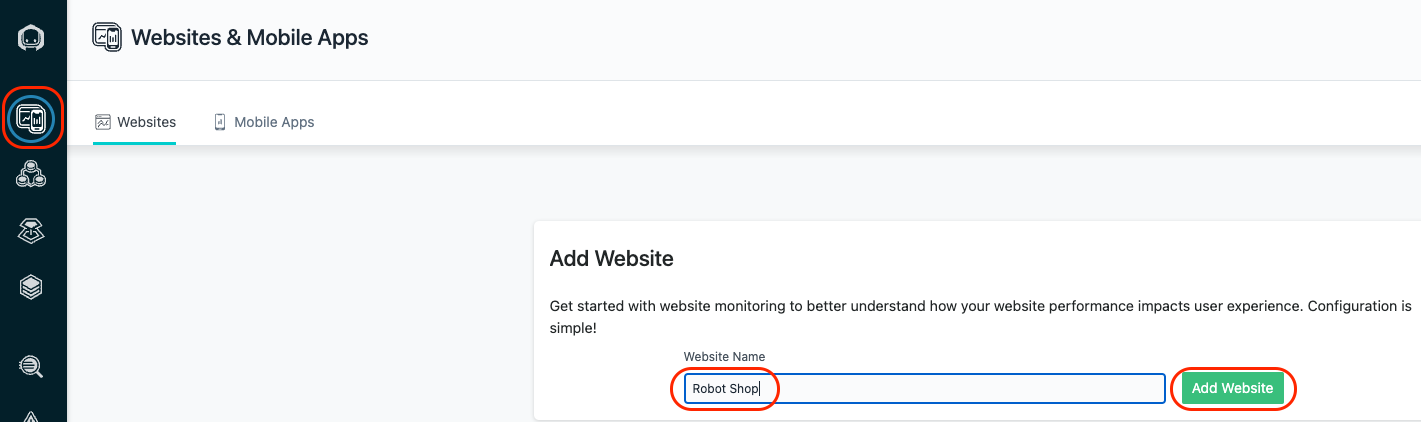 Websites & Mobile Apps
Websites
Mobile Apps
Add Website
Get started with website monitoring to better understand how your website performance impacts user experience. Configuration is
simple!
Website Name
Robot Shop
Add Website